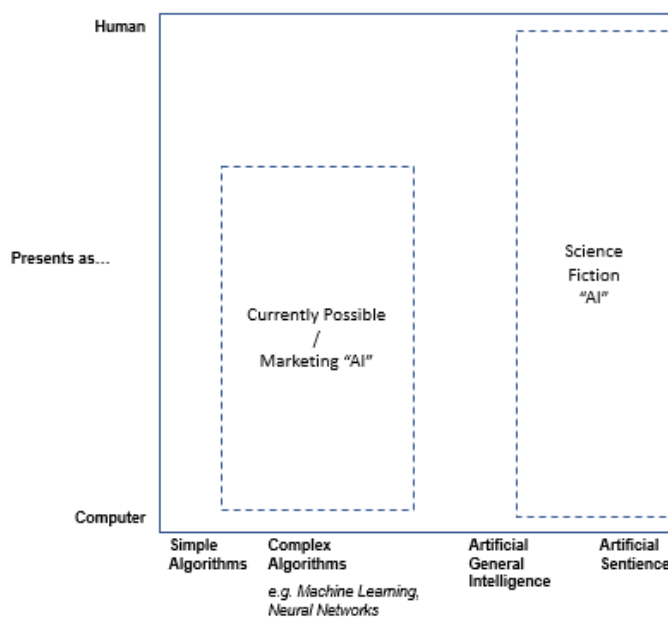 Human
Science
Presents as...
Fiction
"AI"
Currently Possible
/
Marketing "AI"
Computer
Simple
Algorithms
Complex
Algorithms
e.g. Machine Learning,
Neural Networks
Artificial
General
Intelligence
Artificial
Sentience